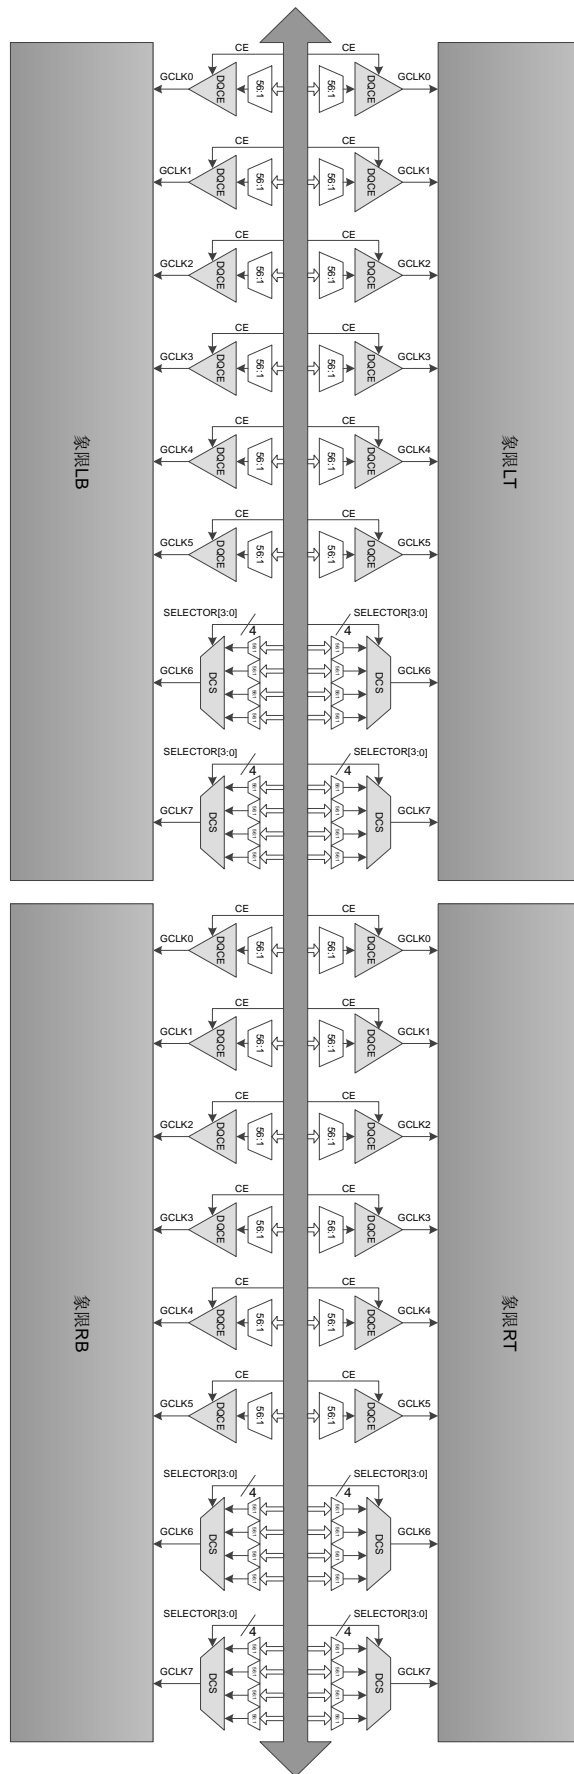 CE CE
GCLK0 DQCE 56:1 56:1 DQCE GCLK0
CE CE
GCLK1 DQCE 56:1 56:1 DQCE GCLK1
CE CE
GCLK2 DQCE 56:1 56:1 DQCE GCLK2
CE CE
GCLK3 DQCE 56:1 56:1 DQCE GCLK3
象限LB
象限LT
CE CE
GCLK4 DQCE 56:1 56:1 DQCE GCLK4
CE CE
GCLK5 DQCE 56:1 56:1 DQCE GCLK5
SELECTOR[3:0] 4 4 SELECTOR[3:0]
GCLK6 DCS DCS GCLK6
SELECTOR[3:0] 4 4 SELECTOR[3:0]
GCLK7 DCS DCS GCLK7
CE CE
GCLK0 DQCE 56:1 56:1 DQCE GCLK0
CE CE
GCLK1 DQCE 56:1 56:1 DQCE GCLK1
CE CE
GCLK2 DQCE 56:1 56:1 DQCE GCLK2
CE CE
GCLK3 DQCE 56:1 56:1 DQCE GCLK3
象限RB
象限RT
CE CE
GCLK4 DQCE 56:1 56:1 DQCE GCLK4
CE CE
GCLK5 DQCE 56:1 56:1 DQCE GCLK5
SELECTOR[3:0] 4 4 SELECTOR[3:0]
GCLK6 DCS DCS GCLK6
SELECTOR[3:0] 4 4 SELECTOR[3:0]
GCLK7 DCS DCS GCLK7